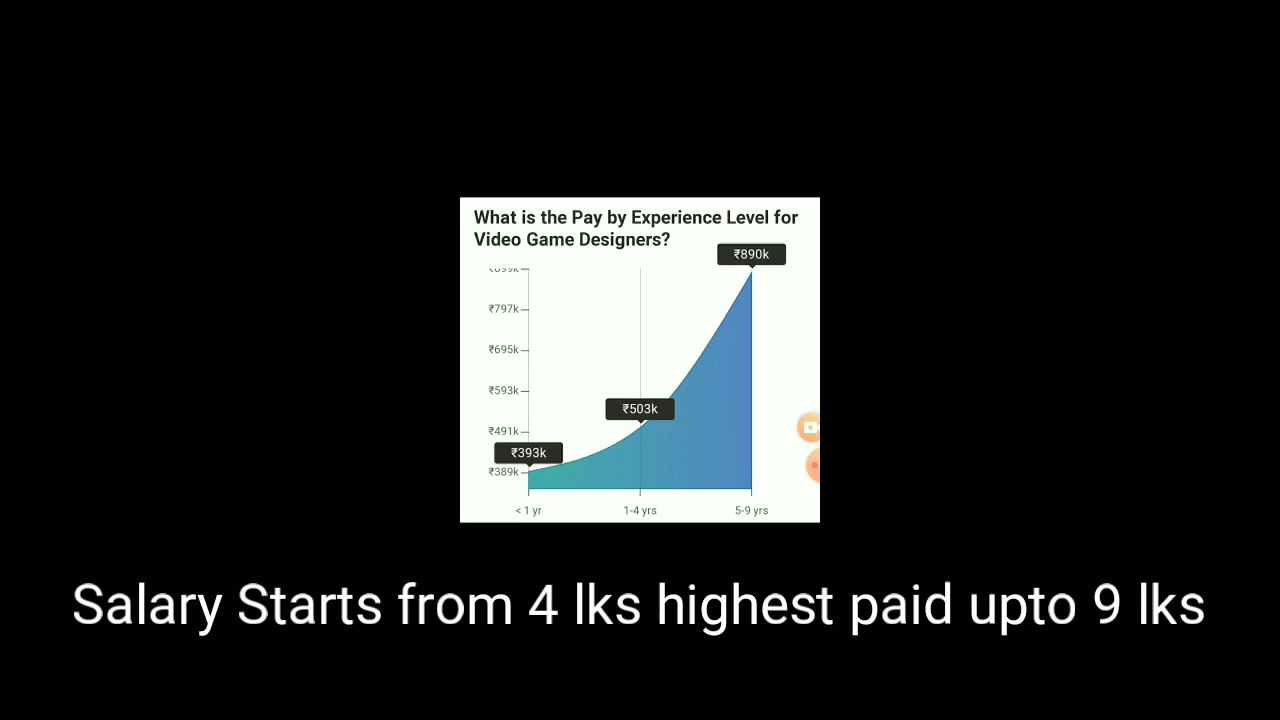 What is the Pay by Experience Level for
Video Game Designers?
₹890k
₹899k
₹797k
₹695k
₹593k
₹503k
₹491k
₹393k
₹389k
< 1 yr
1-4 yrs
5-9 yrs
Salary Starts from 4 lks highest paid upto 9 lks